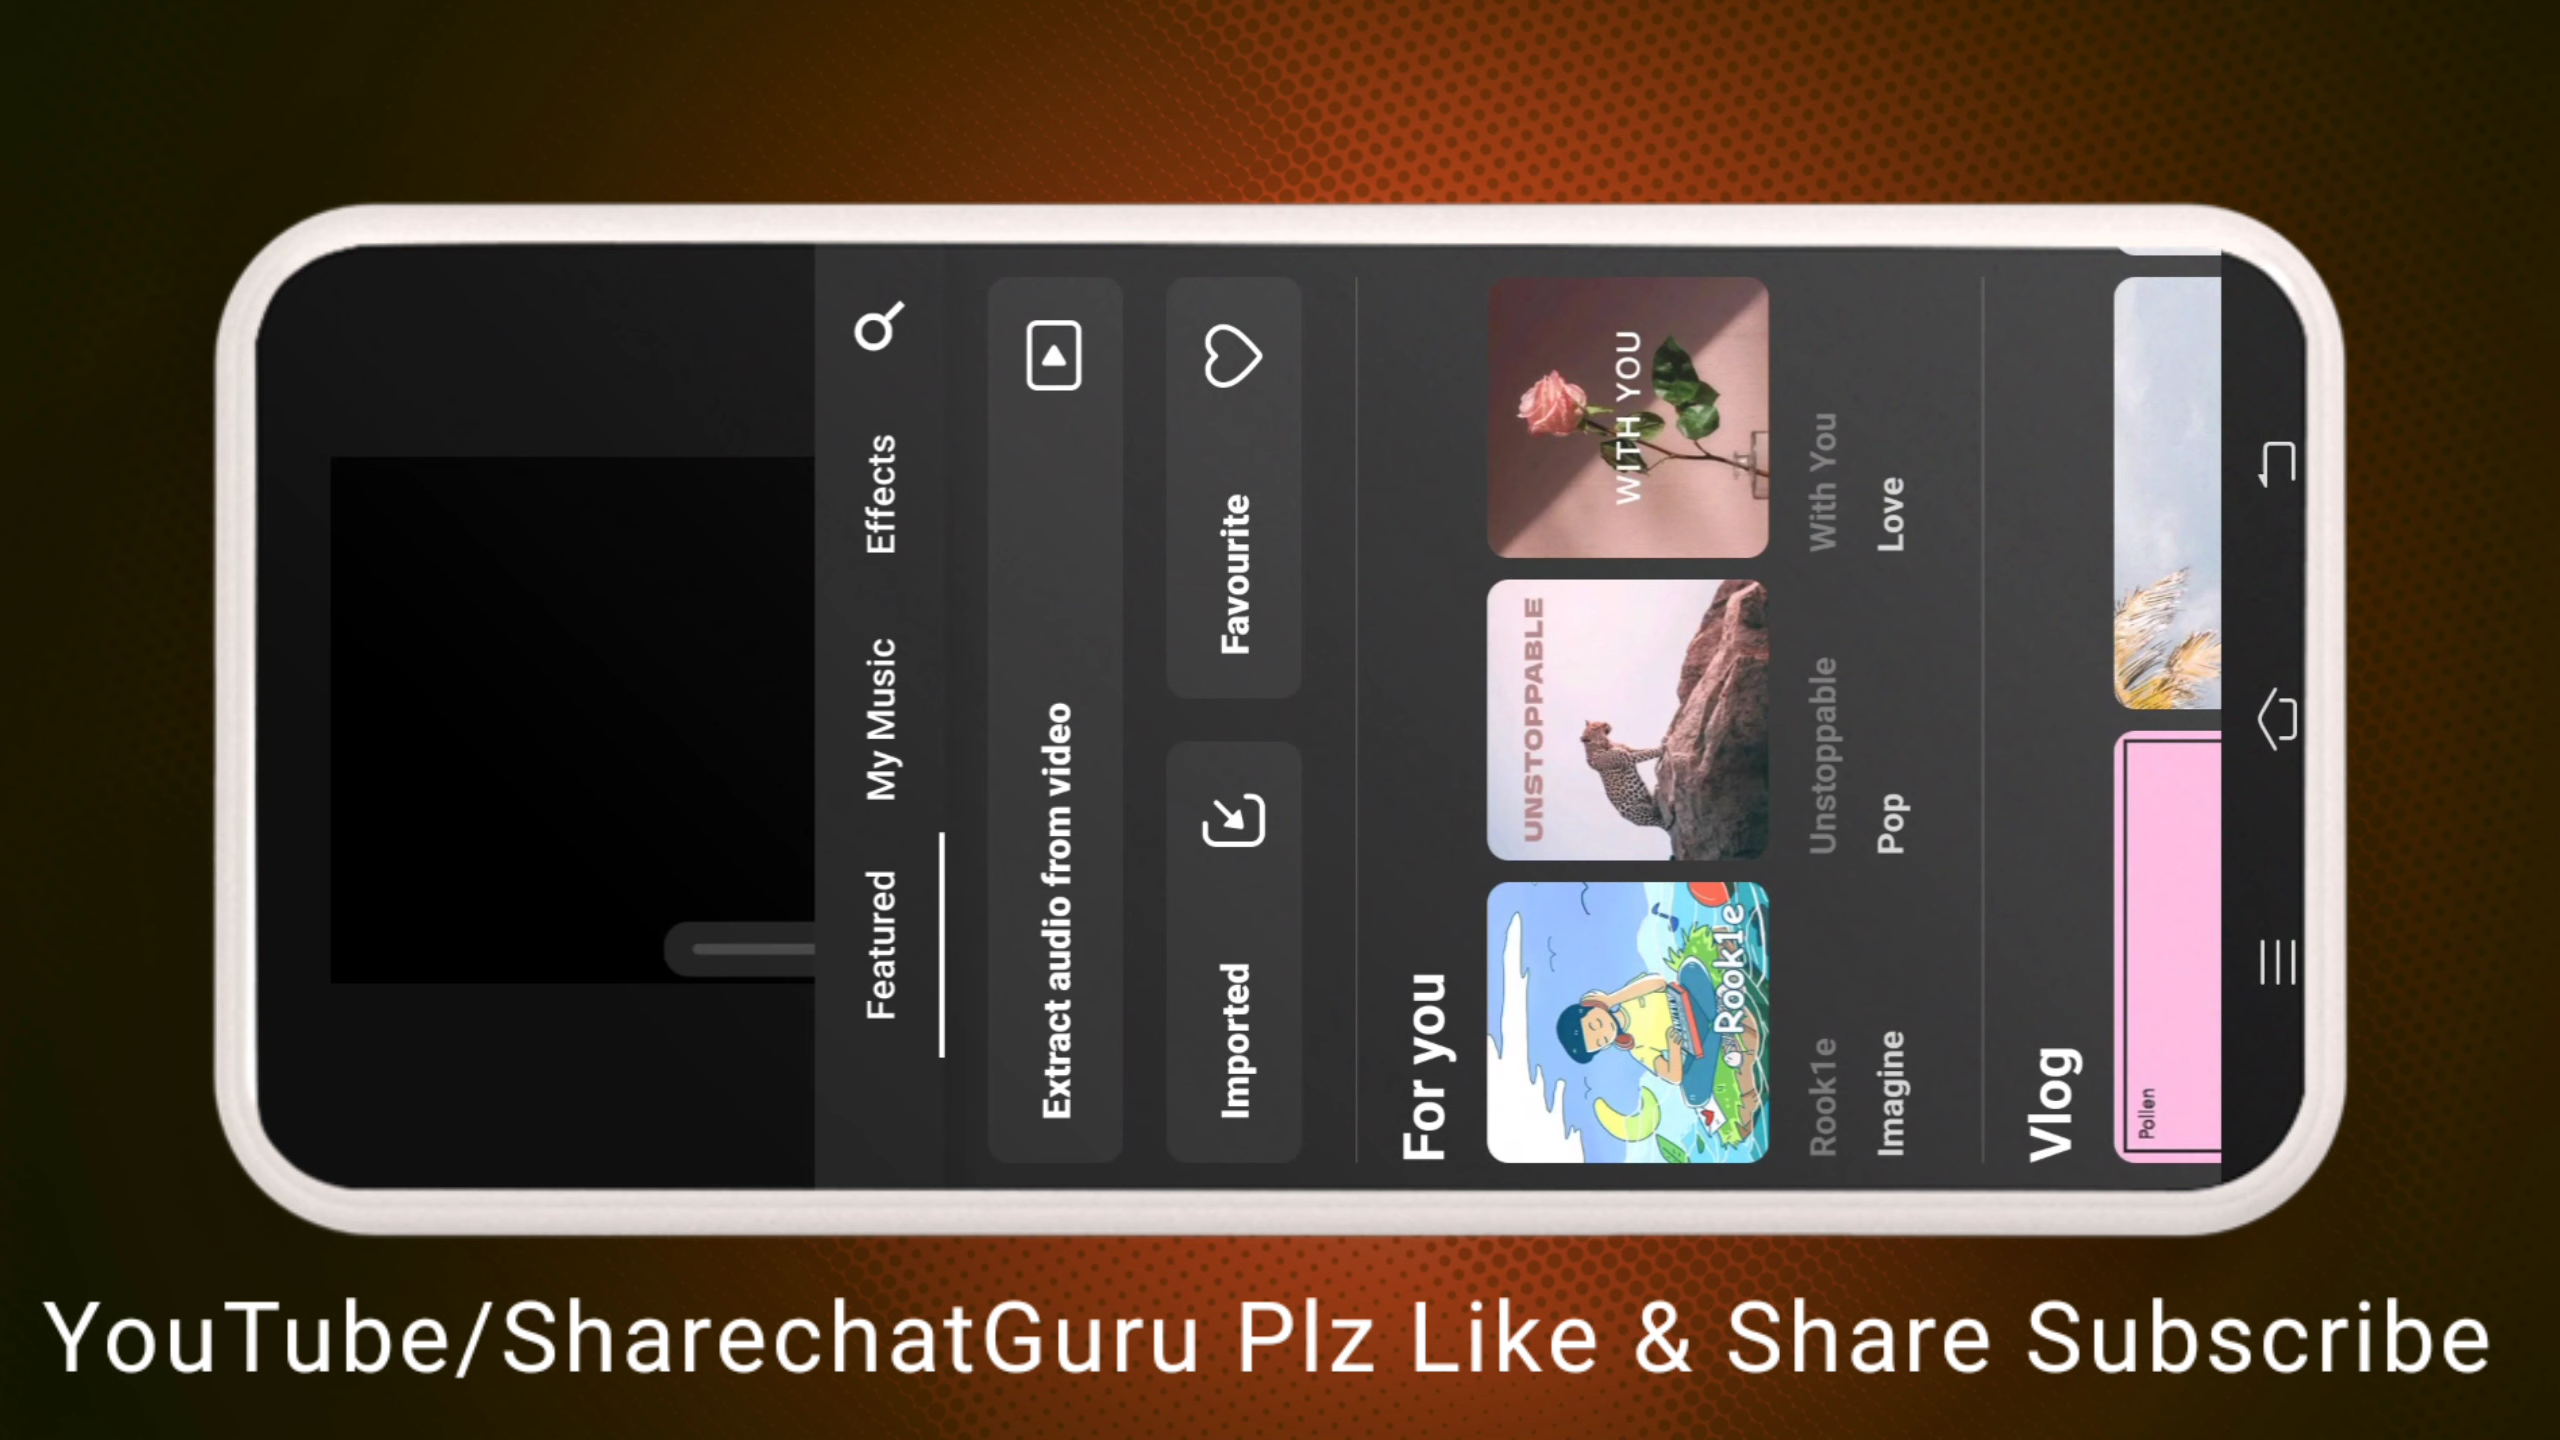 Featured My Music Effects
Extract audio from video
Imported Favourite
For you
Rook1e UNSTOPPABLE WITH YOU
Rook1e Unstoppable With You
Imagine Pop Love
Vlog
Pollen
YouTube/SharechatGuru Plz Like & Share Subscribe